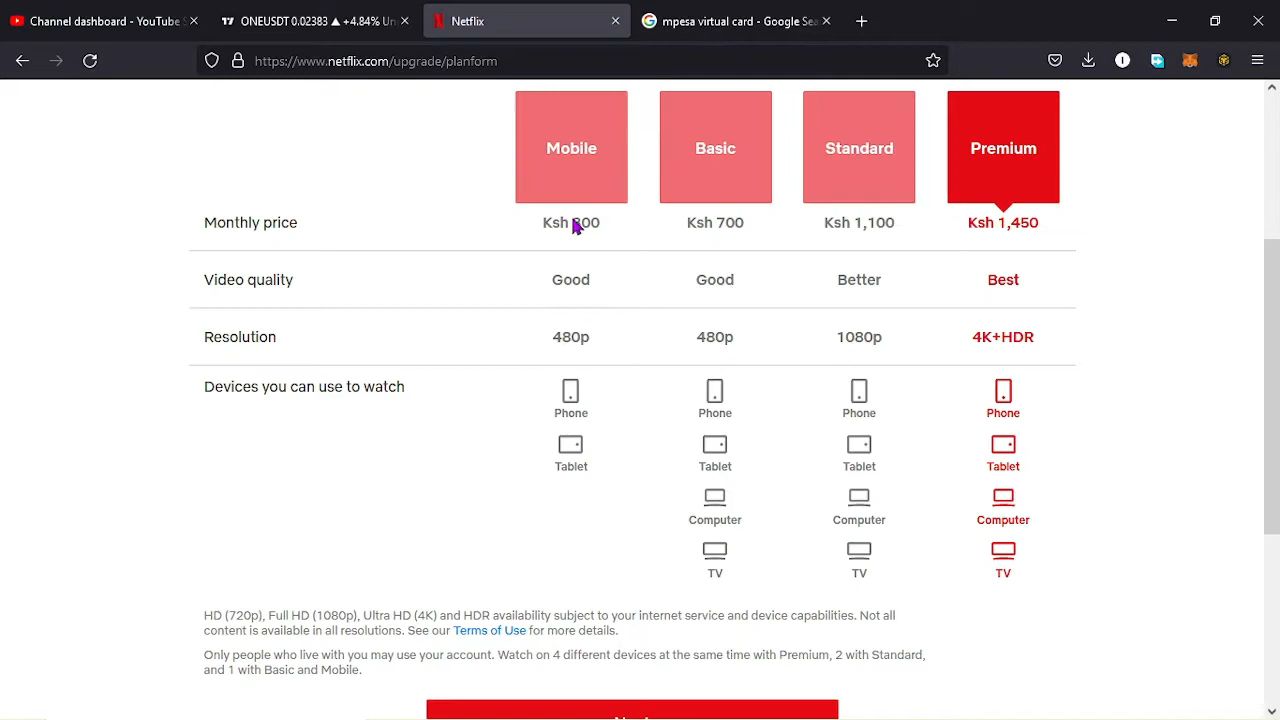 Channel dashboard - YouTube S
ONEUSDT 0.02383 ▲ +4.84% Un
Netflix
mpesa virtual card - Google Sea
https://www.netflix.com/upgrade/planform
Mobile Basic Standard Premium
Monthly price Ksh Ksh 700 Ksh 1,100 Ksh 1,450
Video quality Good Good Better Best
Resolution 480p 480p 1080p 4K+HDR
Devices you can use to watch
Phone Phone Phone Phone
Tablet Tablet Tablet Tablet
Computer Computer Computer
TV TV TV
HD (720p), Full HD (1080p), Ultra HD (4K) and HDR availability subject to your internet service and device capabilities. Not all
content is available in all resolutions. See our Terms of Use for more details.
Only people who live with you may use your account. Watch on 4 different devices at the same time with Premium, 2 with Standard,
and 1 with Basic and Mobile.